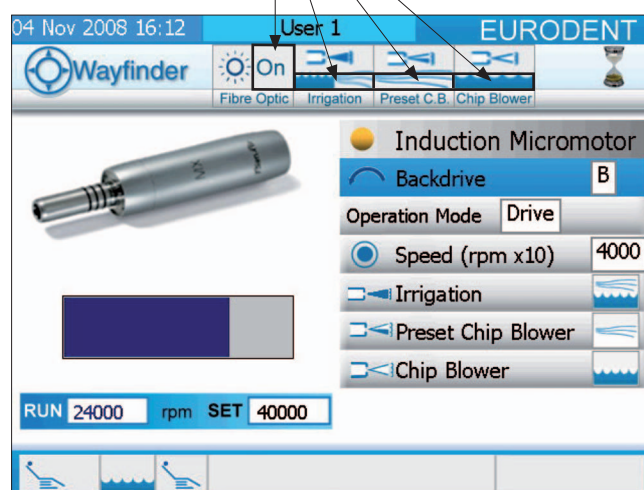 04 Nov 2008 16:12 User 1 EURODENT
Wayfinder On
Fibre Optic Irrigation Preset C.B. Chip Blower
Induction Micromotor
MX
Backdrive B
Operation Mode Drive
Speed (rpm x10) 4000
Irrigation
Preset Chip Blower
Chip Blower
RUN 24000 rpm SET 40000